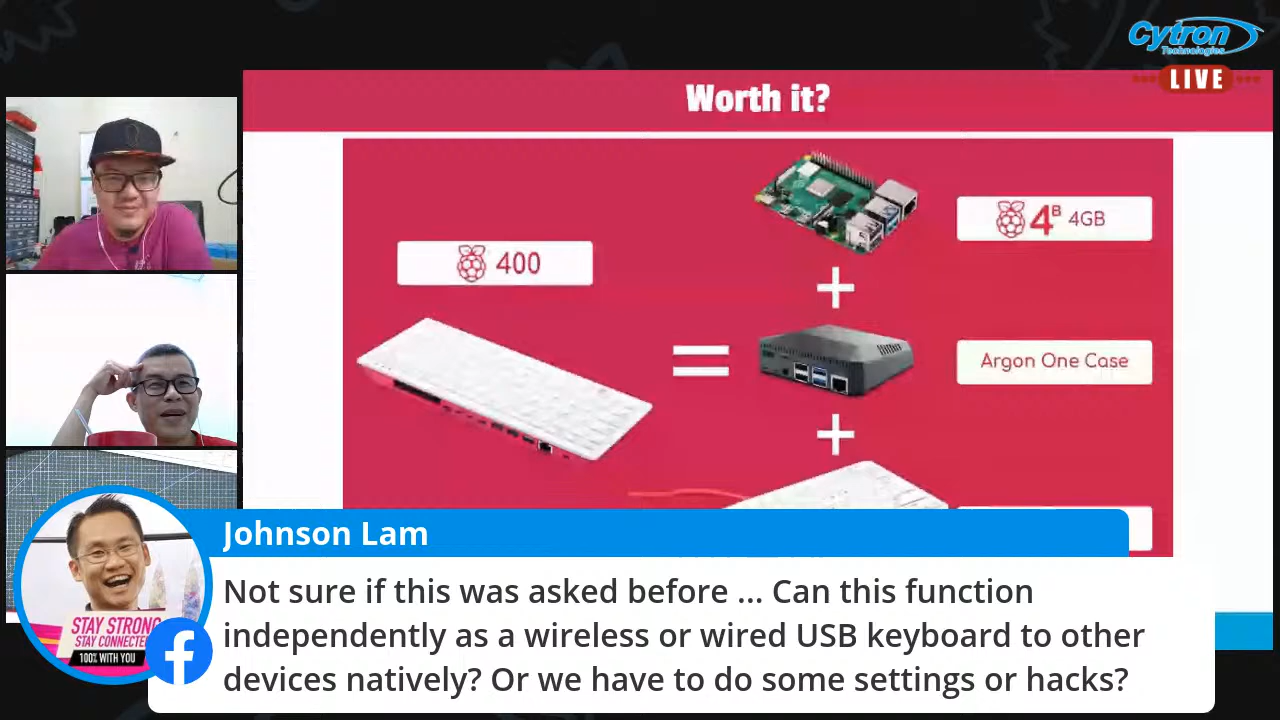 Cytron
Technologies
LIVE
Worth it?
400
4B 4GB
Argon One Case
Johnson Lam
Not sure if this was asked before ... Can this function
independently as a wireless or wired USB keyboard to other
devices natively? Or we have to do some settings or hacks?
STAY STRONG
STAY CONNECTED
100% WITH YOU